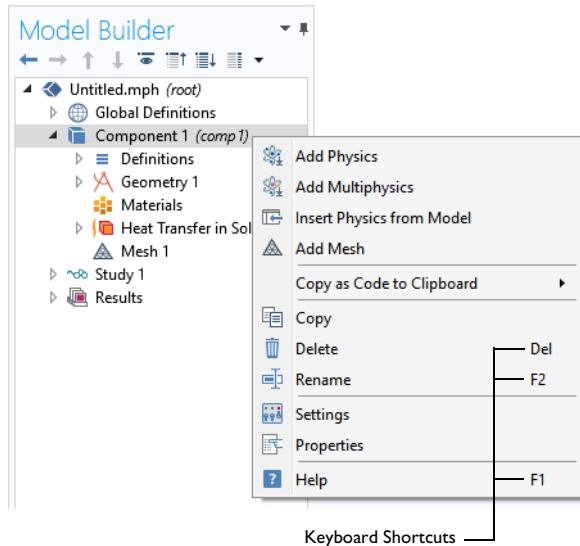 Model Builder
Untitled.mph (root)
Global Definitions
Component 1 (comp1)
Definitions
Geometry 1
Materials
Heat Transfer in Sol
Mesh 1
Study 1
Results
Add Physics
Add Multiphysics
Insert Physics from Model
Add Mesh
Copy as Code to Clipboard
Copy
Delete Del
Rename F2
Settings
Properties
Help F1
Keyboard Shortcuts